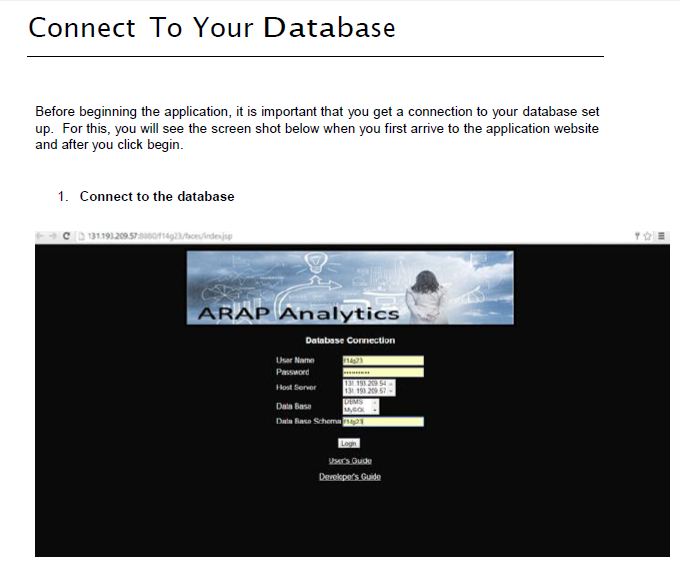 Connect To Your Database
Before beginning the application, it is important that you get a connection to your database set
up. For this, you will see the screen shot below when you first arrive to the application website
and after you click begin.
1. Connect to the database
131.193.209.57:8080/f14g23/faces/index.jsp
ARAP Analytics
Database Connection
User Name f14g23
Password
Host Server 131.193.209.54
131.193.209.57
Data Base DBMS
MySQL
Data Base Schema f14g23
Login
User's Guide
Developer's Guide